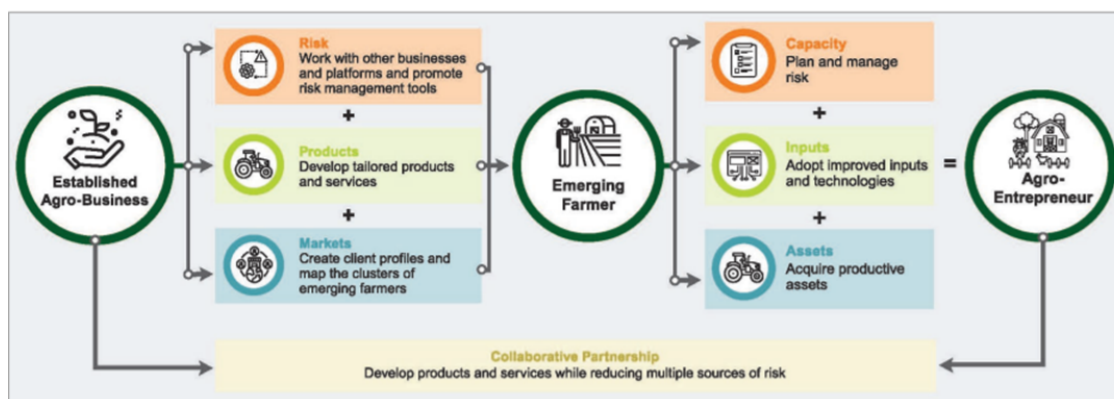 Established
Agro-Business
Risk
Work with other businesses
and platforms and promote
risk management tools
+
Products
Develop tailored products
and services
+
Markets
Create client profiles and
map the clusters of
emerging farmers
Emerging
Farmer
Capacity
Plan and manage
risk
+
Inputs
Adopt improved inputs
and technologies
+
Assets
Acquire productive
assets
=
Agro-
Entrepreneur
Collaborative Partnership
Develop products and services while reducing multiple sources of risk